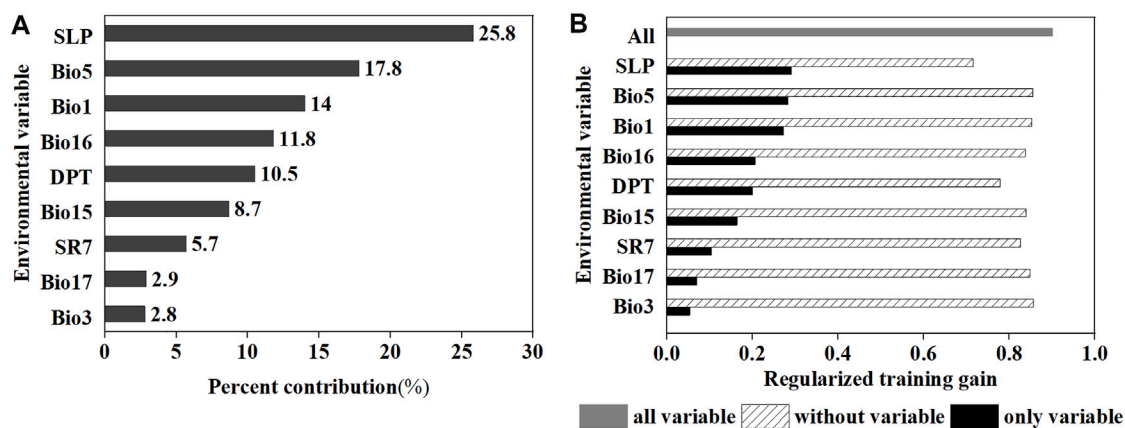 A
Environmental variable
SLP 25.8
Bio5 17.8
Bio1 14
Bio16 11.8
DPT 10.5
Bio15 8.7
SR7 5.7
Bio17 2.9
Bio3 2.8
0 5 10 15 20 25 30
Percent contribution(%)
B
Environmental variable
All
SLP
Bio5
Bio1
Bio16
DPT
Bio15
SR7
Bio17
Bio3
0.0 0.2 0.4 0.6 0.8 1.0
Regularized training gain
all variable without variable only variable